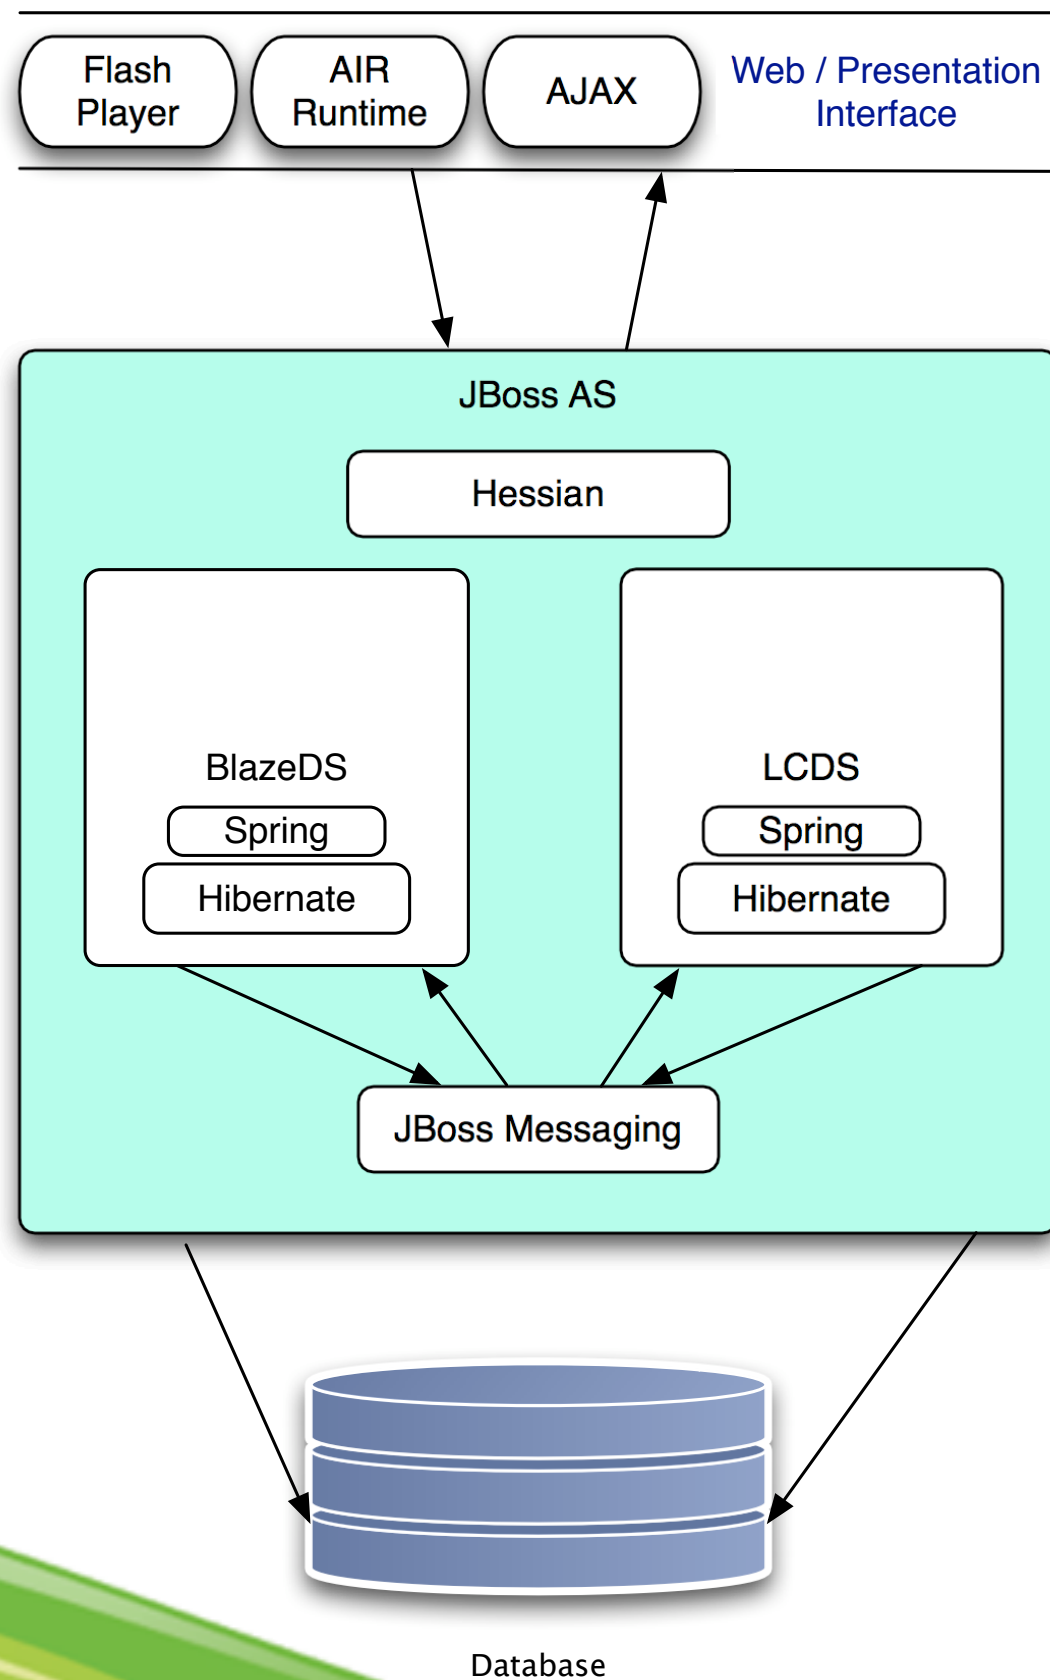 Flash
Player
AIR
Runtime
AJAX
Web / Presentation
Interface
JBoss AS
Hessian
BlazeDS
Spring
Hibernate
LCDS
Spring
Hibernate
JBoss Messaging
Database